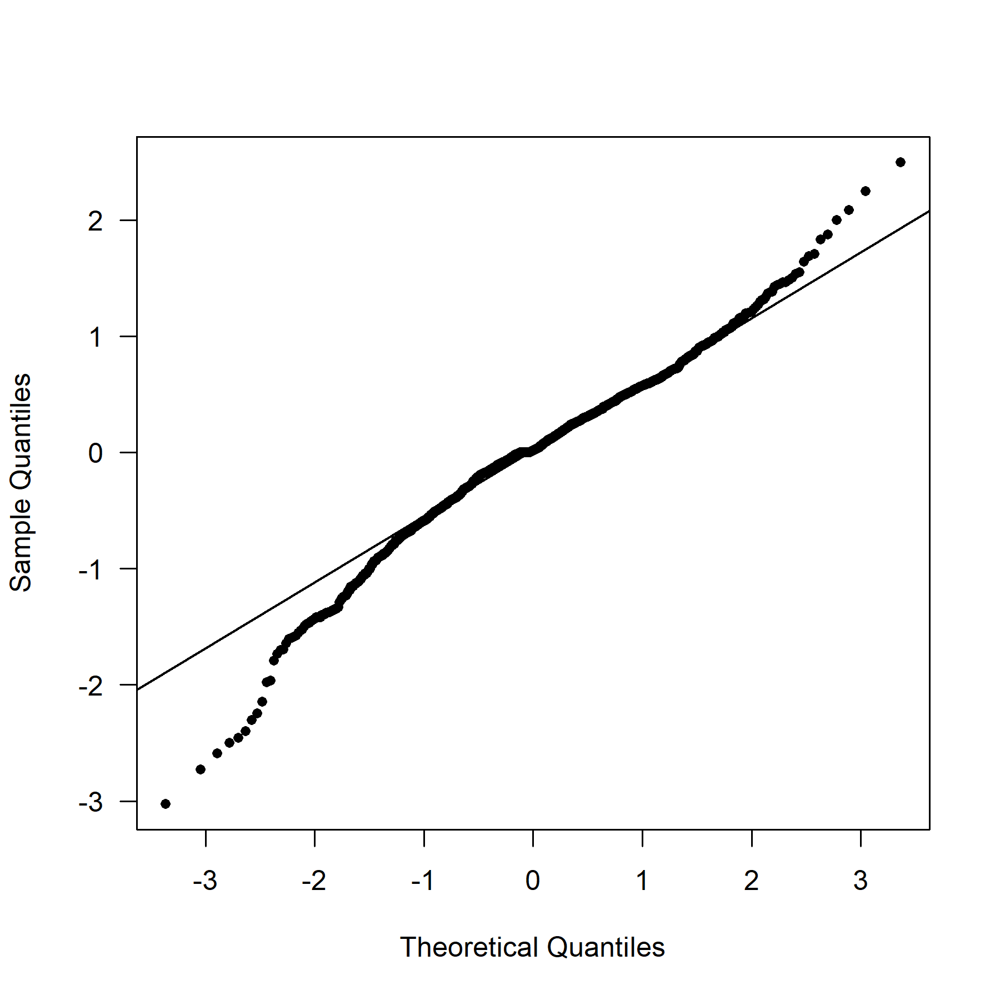 Sample Quantiles
2
1
0
-1
-2
-3
-3 -2 -1 0 1 2 3
Theoretical Quantiles